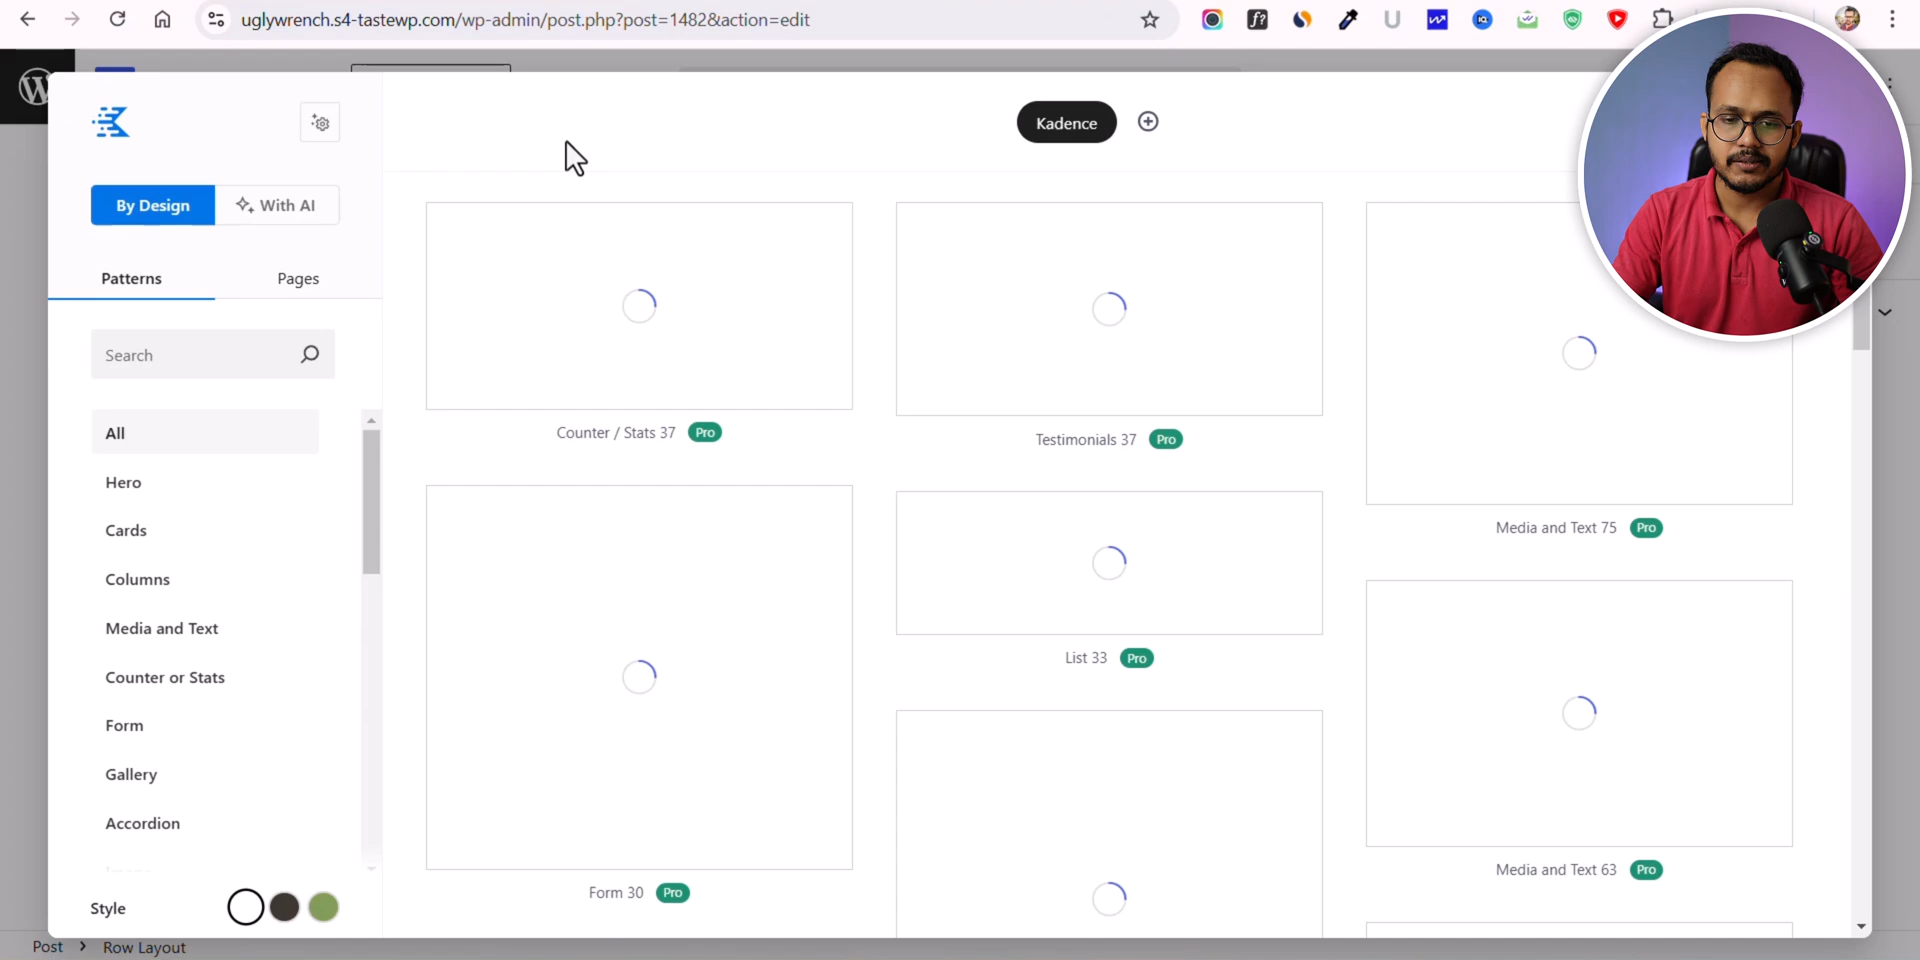 uglywrench.s4-tastewp.com/wp-admin/post.php?post=1482&action=edit
Kadence
By Design
With AI
Patterns
Pages
Search
All
Hero
Cards
Columns
Media and Text
Counter or Stats
Form
Gallery
Accordion
Style
Counter / Stats 37 Pro
Testimonials 37 Pro
Media and Text 75 Pro
List 33 Pro
Form 30 Pro
Media and Text 63 Pro
Post > Row Layout